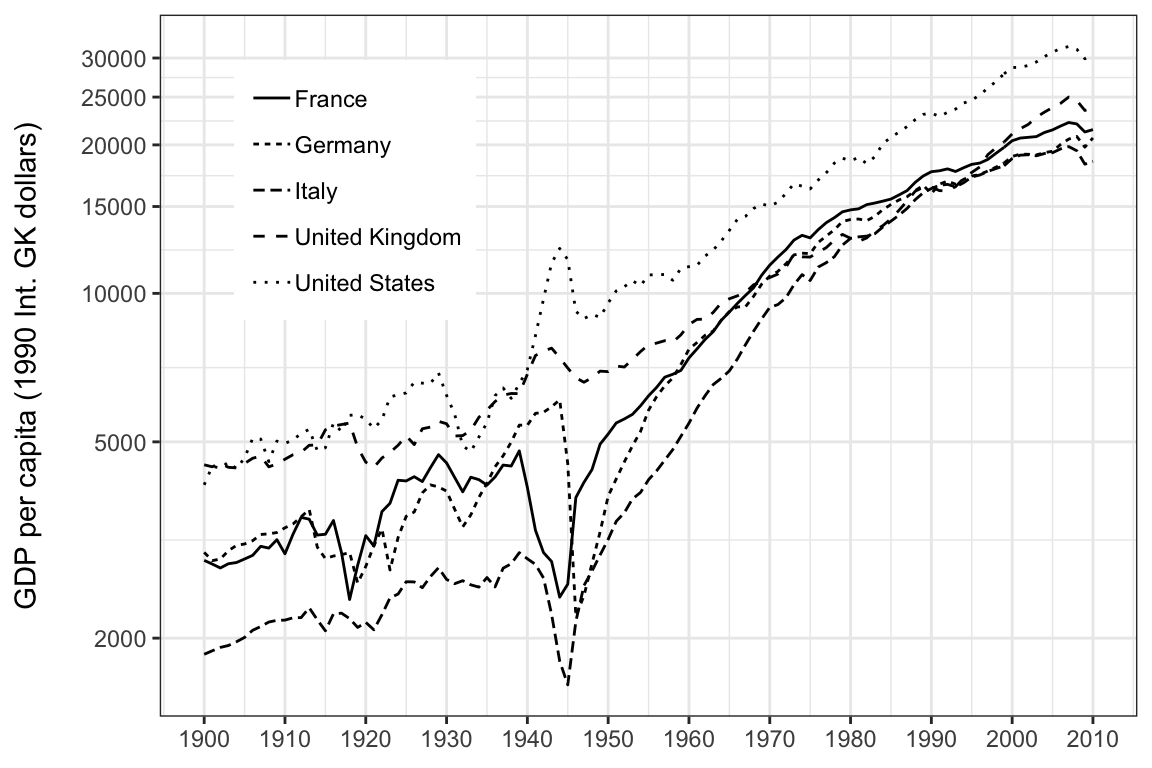 GDP per capita (1990 Int. GK dollars)
30000
25000
20000
15000
10000
5000
2000
France
Germany
Italy
United Kingdom
United States
1900 1910 1920 1930 1940 1950 1960 1970 1980 1990 2000 2010